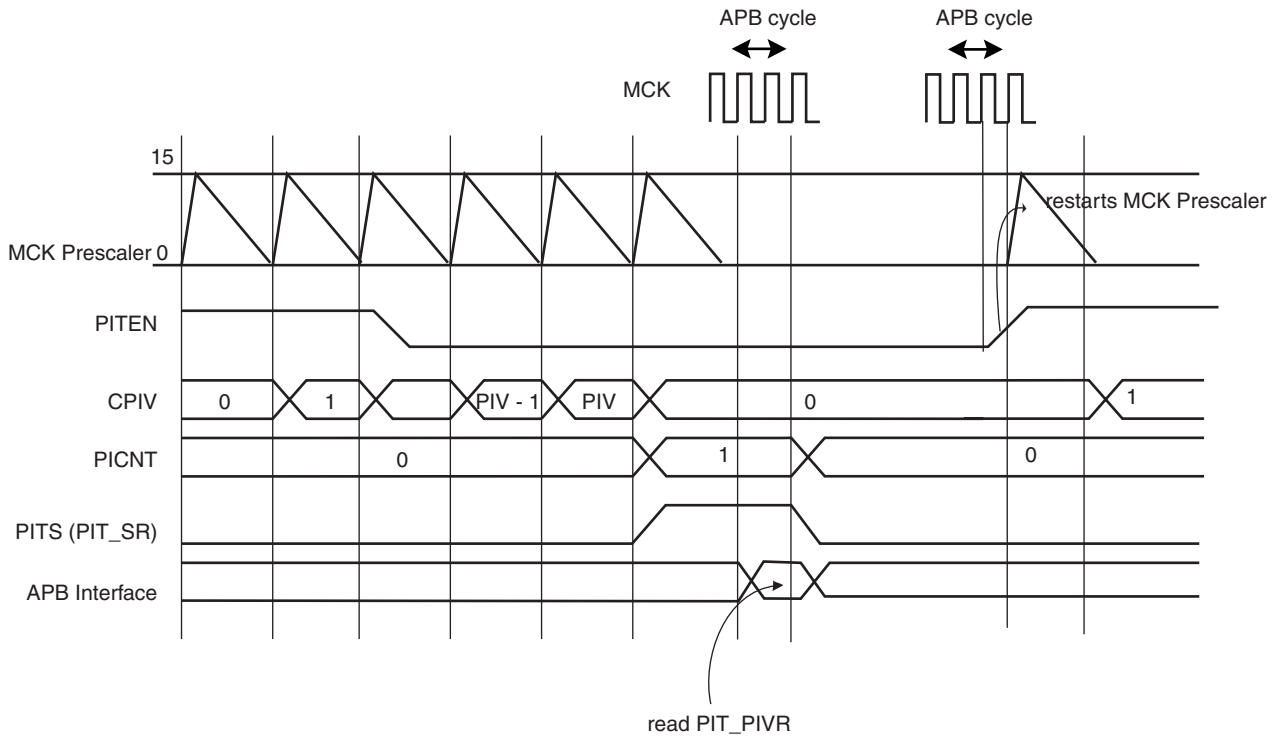 APB cycle
APB cycle
MCK
15
restarts MCK Prescaler
MCK Prescaler 0
PITEN
CPIV
0
1
PIV - 1
PIV
0
1
PICNT
0
1
0
PITS (PIT_SR)
APB Interface
read PIT_PIVR